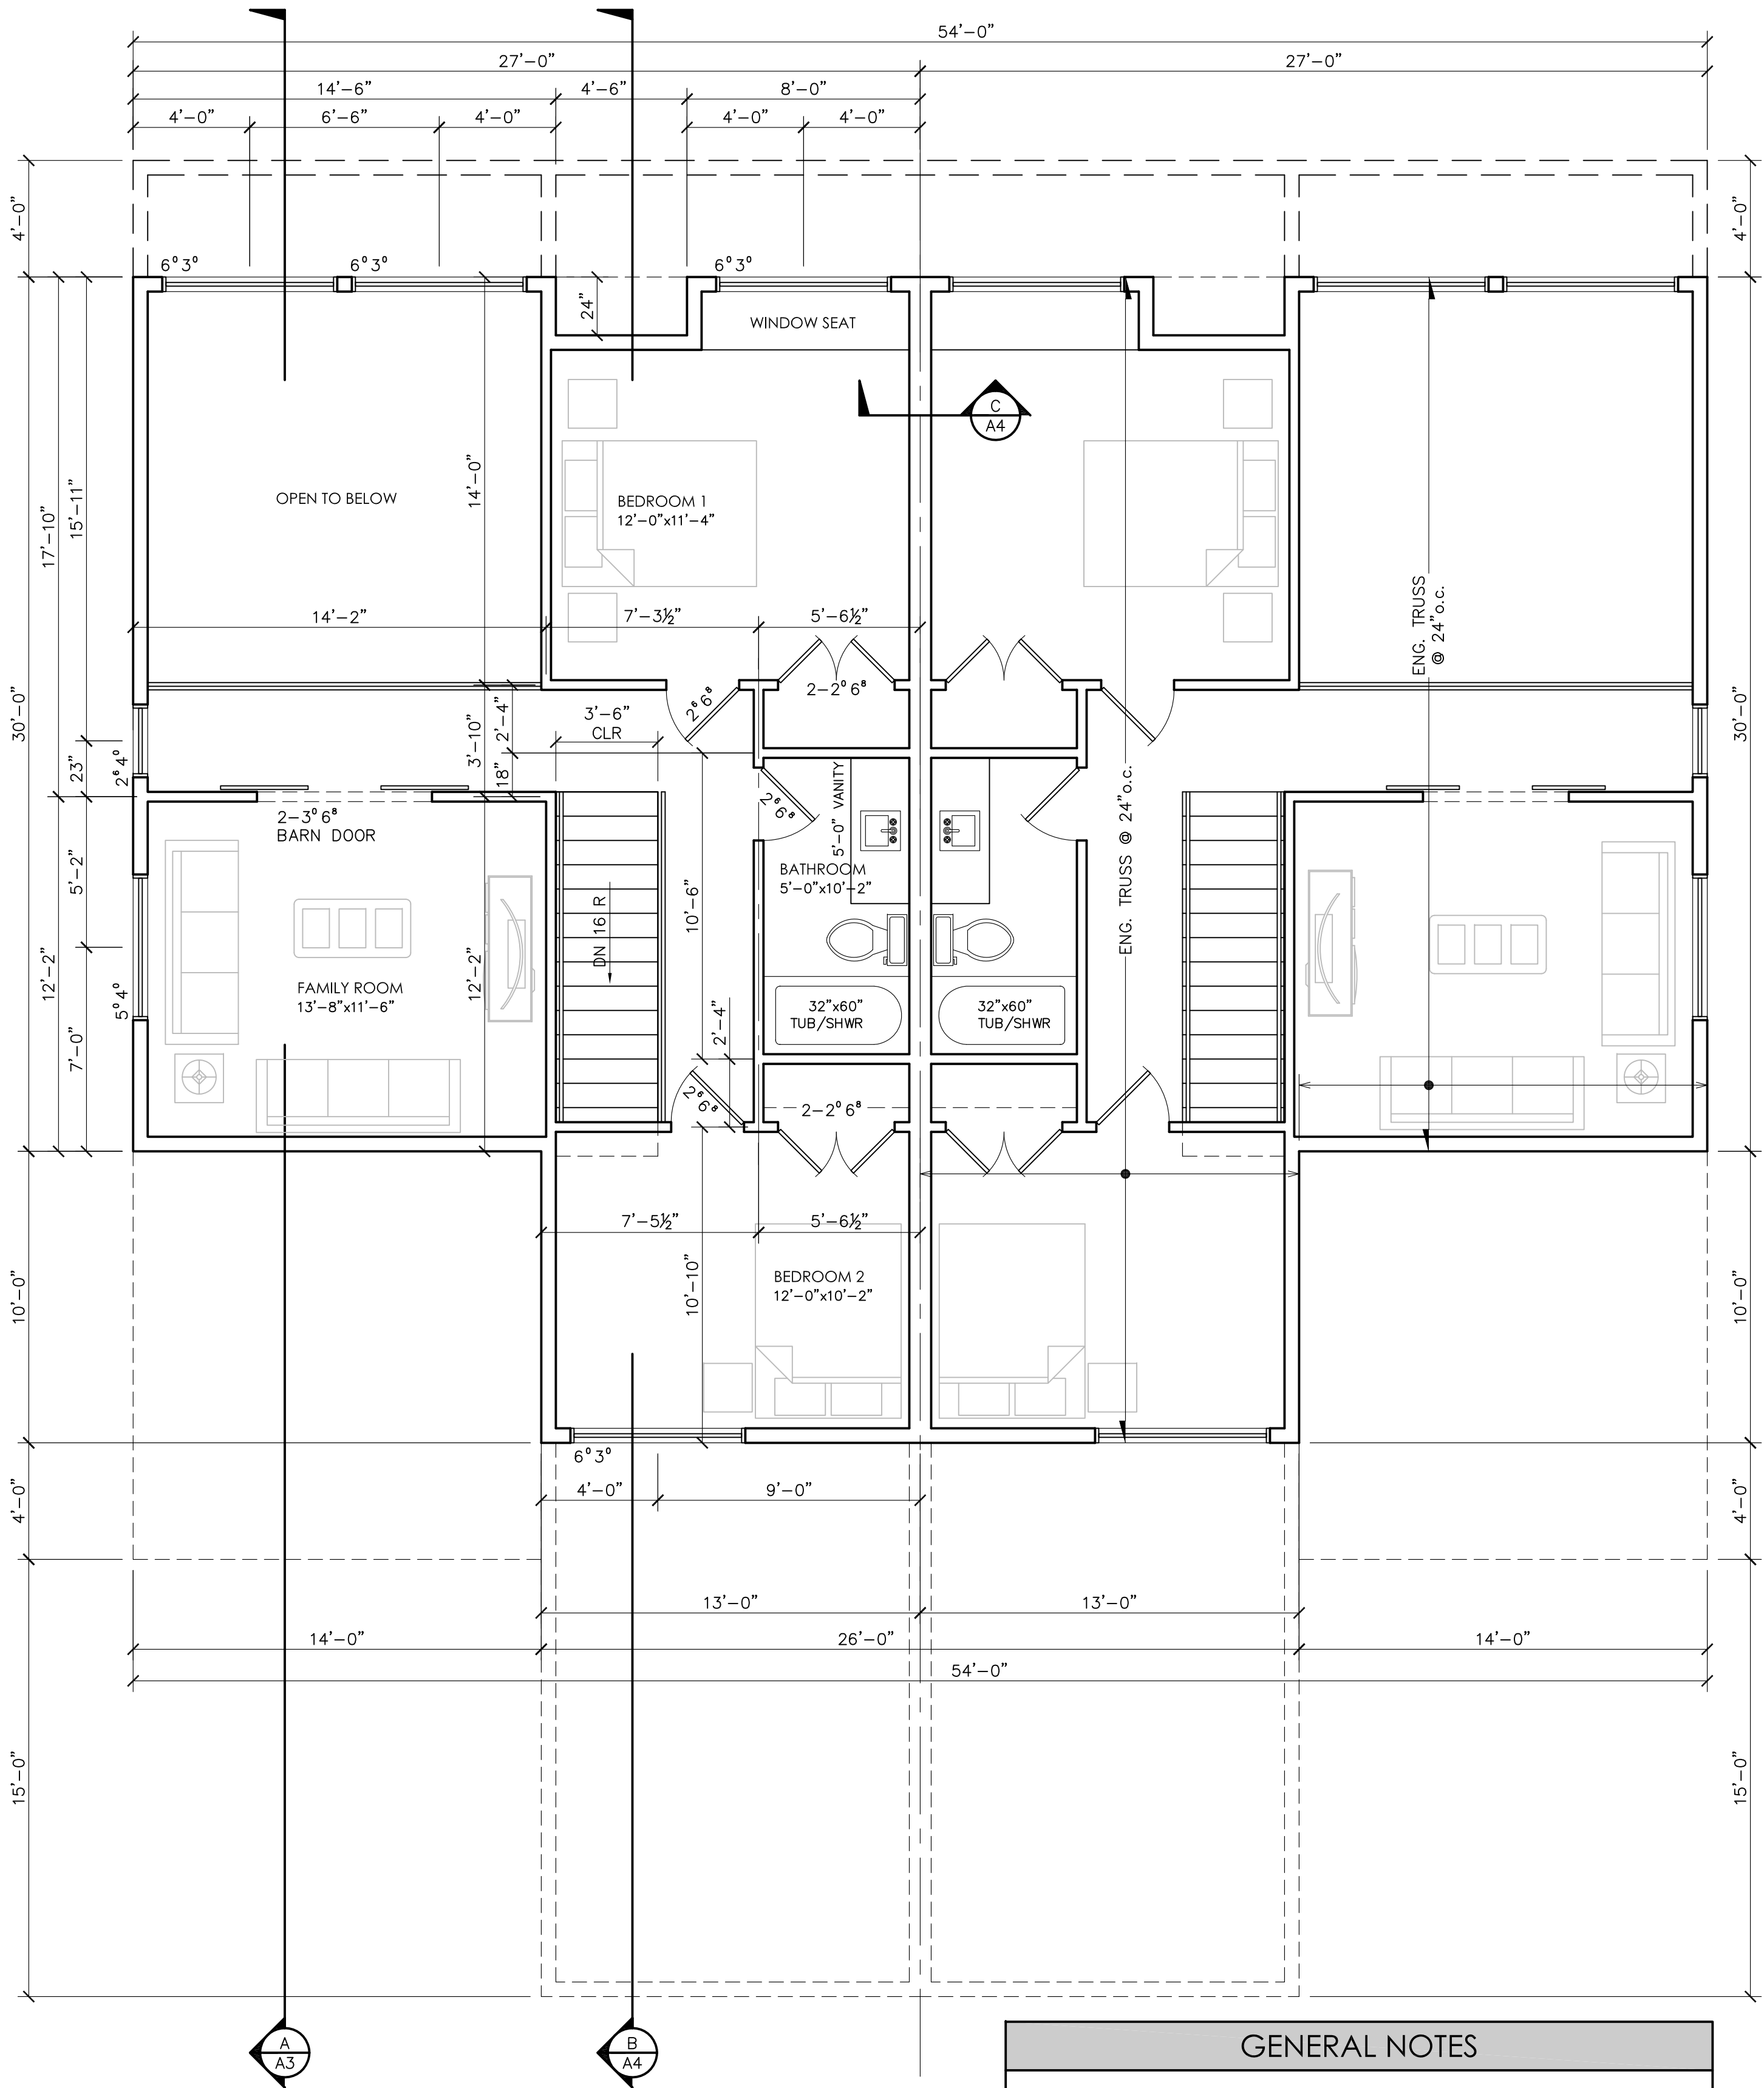 54'-0"
27'-0"
27'-0"
14'-6"
4'-6"
8'-0"
4'-0"
6'-6"
4'-0"
4'-0"
4'-0"
4'-0"
4'-0"
6⁰3⁰
6⁰3⁰
6⁰3⁰
24"
WINDOW SEAT
C
A4
OPEN TO BELOW
14'-0"
BEDROOM 1
12'-0"x11'-4"
15'-11"
17'-10"
14'-2"
7'-3½"
5'-6½"
ENG. TRUSS
@ 24"o.c.
30'-0"
30'-0"
2-2⁰6⁸
2⁶6⁸
3'-6"
CLR
2'-4"
3'-10"
18"
23"
2⁶4⁰
2-3⁰6⁸
BARN DOOR
2⁶6⁸
5'-0" VANITY
BATHROOM
5'-0"x10'-2"
5'-2"
10'-6"
DN 16 R
ENG. TRUSS @ 24"o.c.
12'-2"
12'-2"
5⁰4⁰
FAMILY ROOM
13'-8"x11'-6"
32"x60"
TUB/SHWR
32"x60"
TUB/SHWR
7'-0"
2'-4"
2⁶6⁸
2-2⁰6⁸
7'-5½"
5'-6½"
10'-10"
BEDROOM 2
12'-0"x10'-2"
10'-0"
10'-0"
6⁰3⁰
4'-0"
9'-0"
4'-0"
4'-0"
13'-0"
13'-0"
14'-0"
26'-0"
14'-0"
54'-0"
15'-0"
15'-0"
A
A3
B
A4
GENERAL NOTES